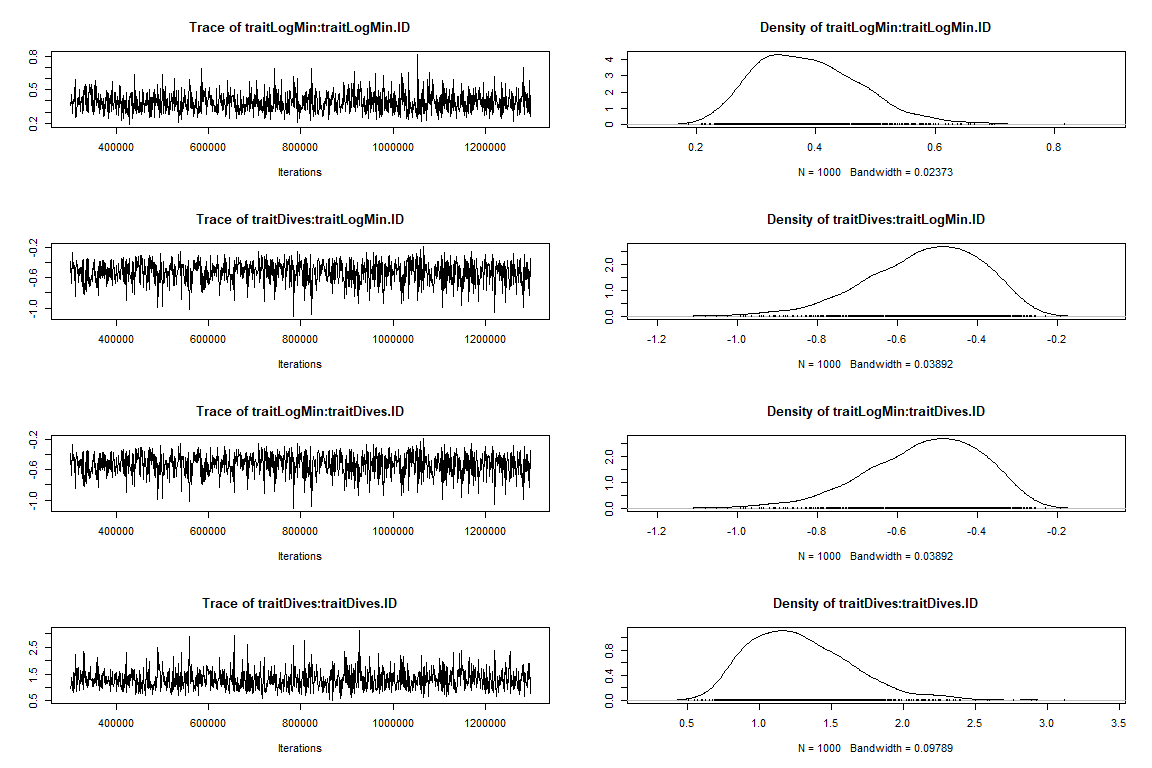 Trace of traitLogMin:traitLogMin.ID
0.2 0.5 0.8
400000 600000 800000 1000000 1200000
Iterations
Density of traitLogMin:traitLogMin.ID
0 1 2 3 4
0.2 0.4 0.6 0.8
N = 1000 Bandwidth = 0.02373
Trace of traitDives:traitLogMin.ID
-1.0 -0.6 -0.2
400000 600000 800000 1000000 1200000
Iterations
Density of traitDives:traitLogMin.ID
0.0 1.0 2.0
-1.2 -1.0 -0.8 -0.6 -0.4 -0.2
N = 1000 Bandwidth = 0.03892
Trace of traitLogMin:traitDives.ID
-1.0 -0.6 -0.2
400000 600000 800000 1000000 1200000
Iterations
Density of traitLogMin:traitDives.ID
0.0 1.0 2.0
-1.2 -1.0 -0.8 -0.6 -0.4 -0.2
N = 1000 Bandwidth = 0.03892
Trace of traitDives:traitDives.ID
0.5 1.5 2.5
400000 600000 800000 1000000 1200000
Iterations
Density of traitDives:traitDives.ID
0.0 0.4 0.8
0.5 1.0 1.5 2.0 2.5 3.0 3.5
N = 1000 Bandwidth = 0.09789